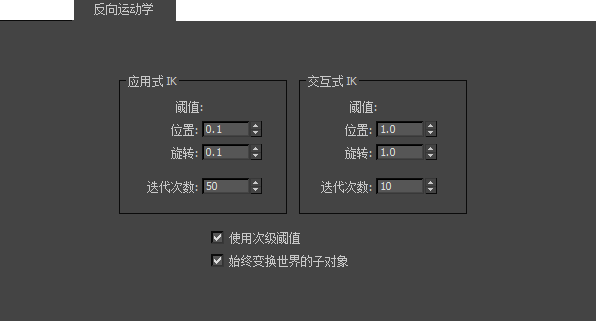 反向运动学
应用式 IK
阈值:
位置: 0.1
旋转: 0.1
迭代次数: 50
交互式 IK
阈值:
位置: 1.0
旋转: 1.0
迭代次数: 10
使用次级阈值
始终变换世界的子对象